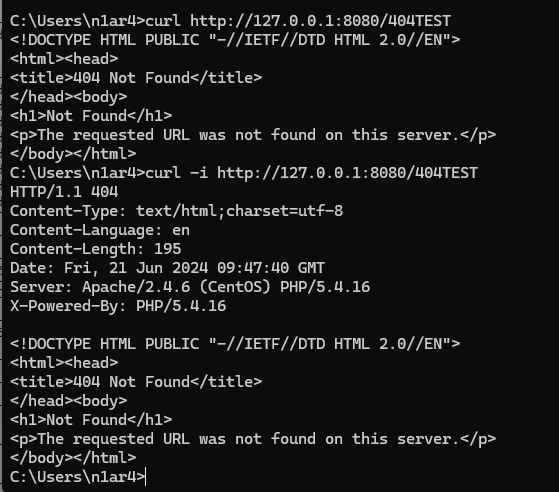 C:\Users\n1ar4>curl http://127.0.0.1:8080/404TEST
<!DOCTYPE HTML PUBLIC "-//IETF//DTD HTML 2.0//EN">
<html><head>
<title>404 Not Found</title>
</head><body>
<h1>Not Found</h1>
<p>The requested URL was not found on this server.</p>
</body></html>
C:\Users\n1ar4>curl -i http://127.0.0.1:8080/404TEST
HTTP/1.1 404
Content-Type: text/html;charset=utf-8
Content-Language: en
Content-Length: 195
Date: Fri, 21 Jun 2024 09:47:40 GMT
Server: Apache/2.4.6 (CentOS) PHP/5.4.16
X-Powered-By: PHP/5.4.16

<!DOCTYPE HTML PUBLIC "-//IETF//DTD HTML 2.0//EN">
<html><head>
<title>404 Not Found</title>
</head><body>
<h1>Not Found</h1>
<p>The requested URL was not found on this server.</p>
</body></html>
C:\Users\n1ar4>